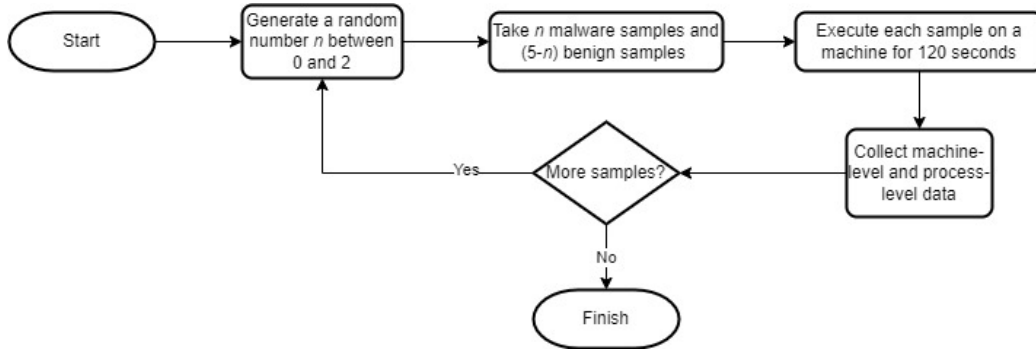 Start
Generate a random
number n between
0 and 2
Take n malware samples and
(5-n) benign samples
Execute each sample on a
machine for 120 seconds
Collect machine-
level and process-
level data
More samples?
Yes
No
Finish